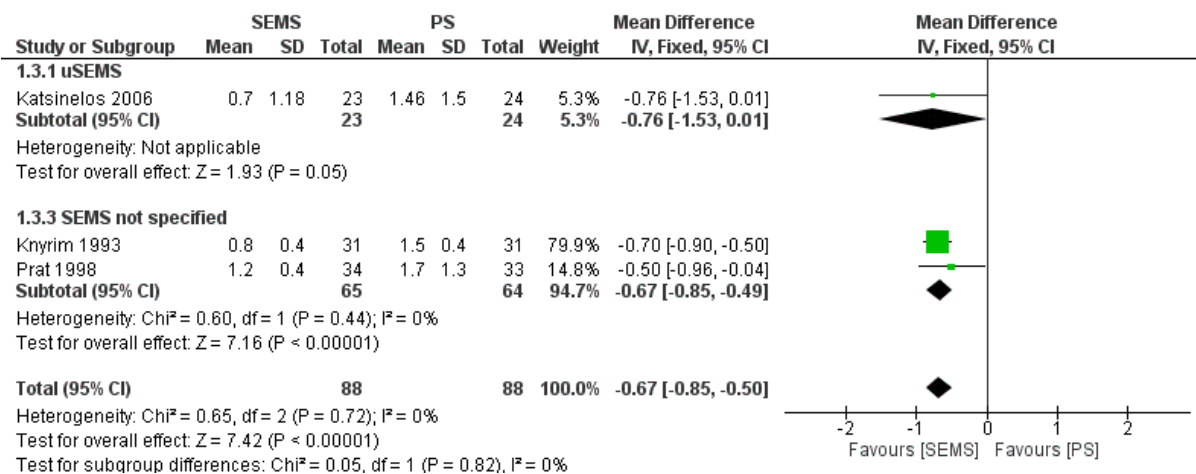 SEMS PS Mean Difference Mean Difference
Study or Subgroup Mean SD Total Mean SD Total Weight IV, Fixed, 95% CI IV, Fixed, 95% CI
1.3.1 uSEMS
Katsinelos 2006 0.7 1.18 23 1.46 1.5 24 5.3% -0.76 [-1.53, 0.01]
Subtotal (95% CI) 23 24 5.3% -0.76 [-1.53, 0.01]
Heterogeneity: Not applicable
Test for overall effect: Z = 1.93 (P = 0.05)
1.3.3 SEMS not specified
Knyrim 1993 0.8 0.4 31 1.5 0.4 31 79.9% -0.70 [-0.90, -0.50]
Prat 1998 1.2 0.4 34 1.7 1.3 33 14.8% -0.50 [-0.96, -0.04]
Subtotal (95% CI) 65 64 94.7% -0.67 [-0.85, -0.49]
Heterogeneity: Chi² = 0.60, df = 1 (P = 0.44); I² = 0%
Test for overall effect: Z = 7.16 (P < 0.00001)
Total (95% CI) 88 88 100.0% -0.67 [-0.85, -0.50]
Heterogeneity: Chi² = 0.65, df = 2 (P = 0.72); I² = 0%
Test for overall effect: Z = 7.42 (P < 0.00001)
Test for subgroup differences: Chi² = 0.05, df = 1 (P = 0.82), I² = 0%
-2 -1 0 1 2
Favours [SEMS] Favours [PS]